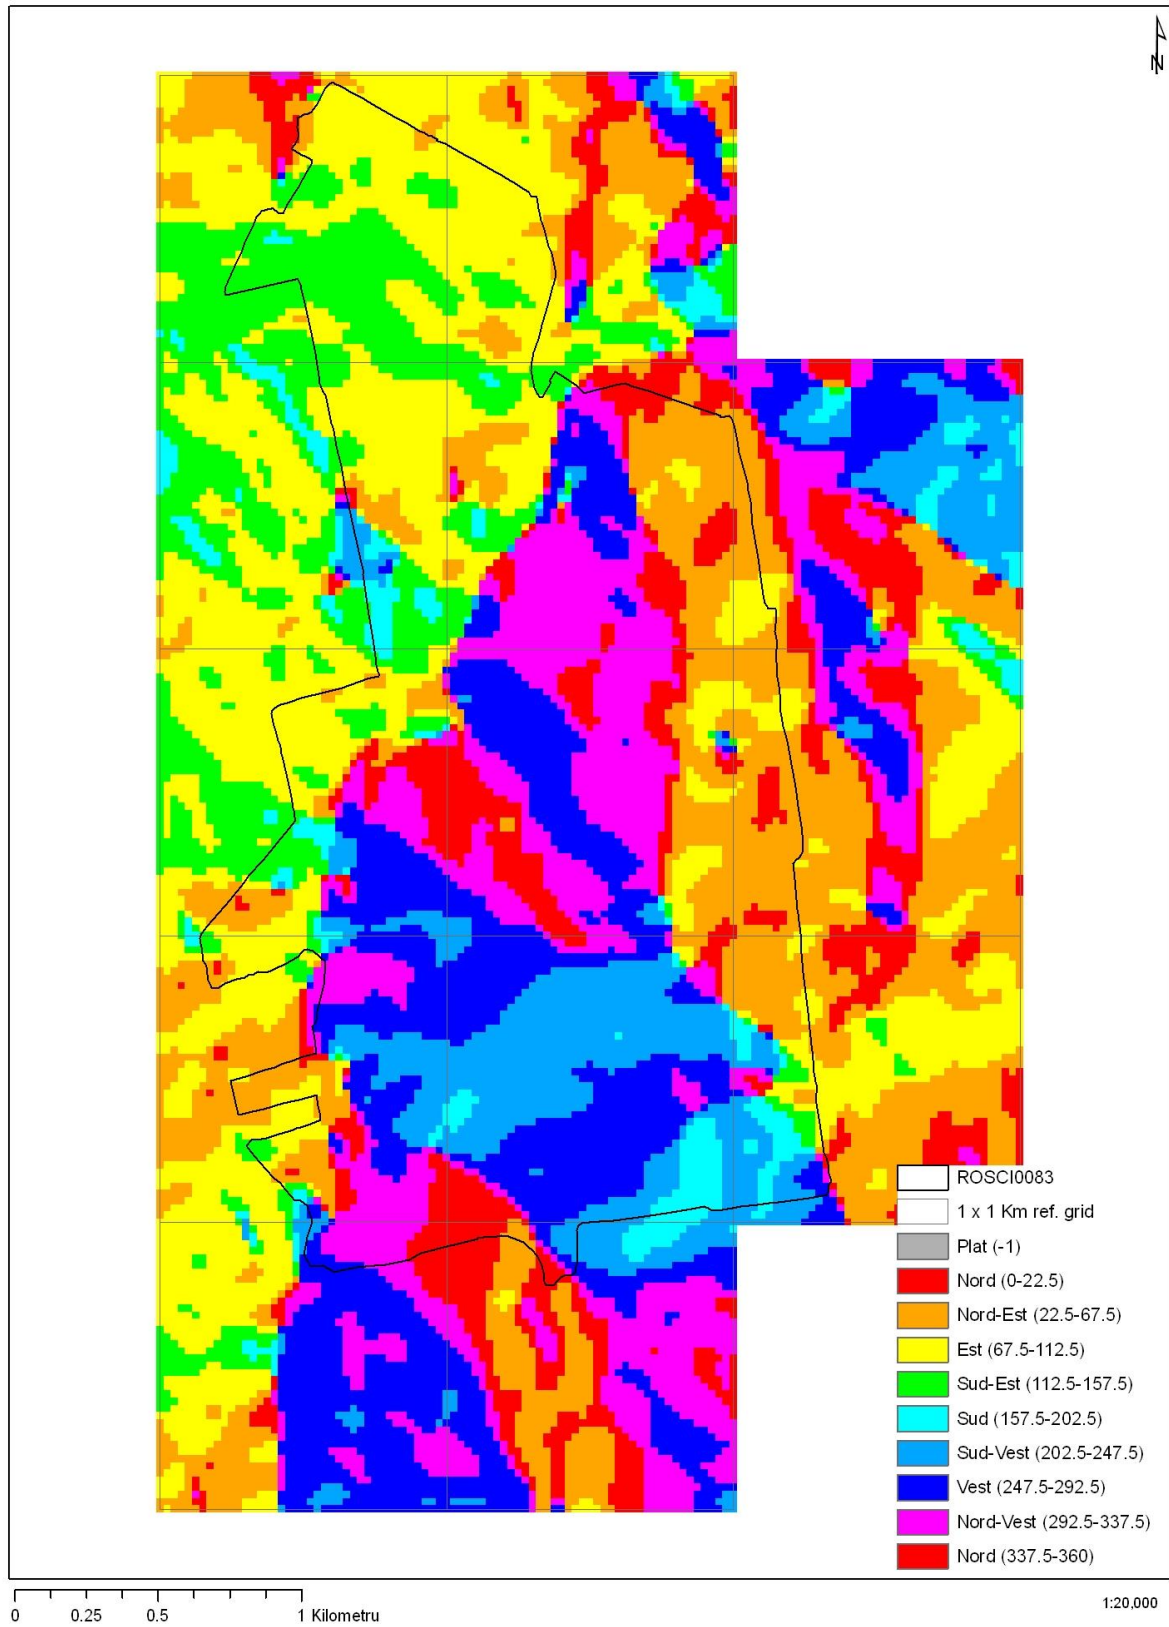 N
ROSCI0083
1 x 1 Km ref. grid
Plat (-1)
Nord (0-22.5)
Nord-Est (22.5-67.5)
Est (67.5-112.5)
Sud-Est (112.5-157.5)
Sud (157.5-202.5)
Sud-Vest (202.5-247.5)
Vest (247.5-292.5)
Nord-Vest (292.5-337.5)
Nord (337.5-360)
0 0.25 0.5 1 Kilometru
1:20,000